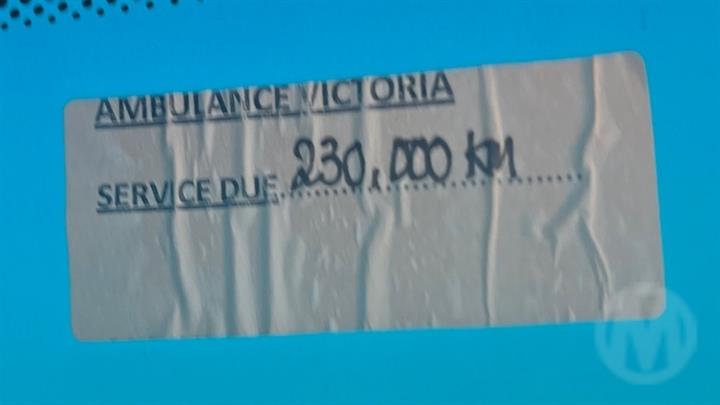 AMBULANCE VICTORIA
SERVICE DUE..230,000 KM......
M